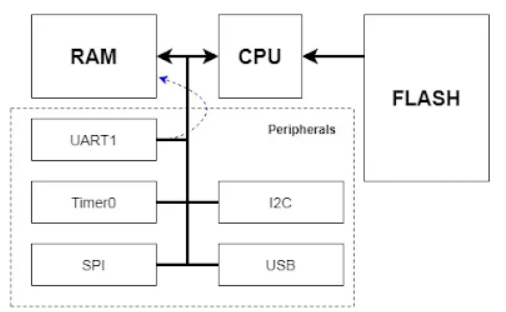 RAM
CPU
FLASH
Peripherals
UART1
Timer0
I2C
SPI
USB